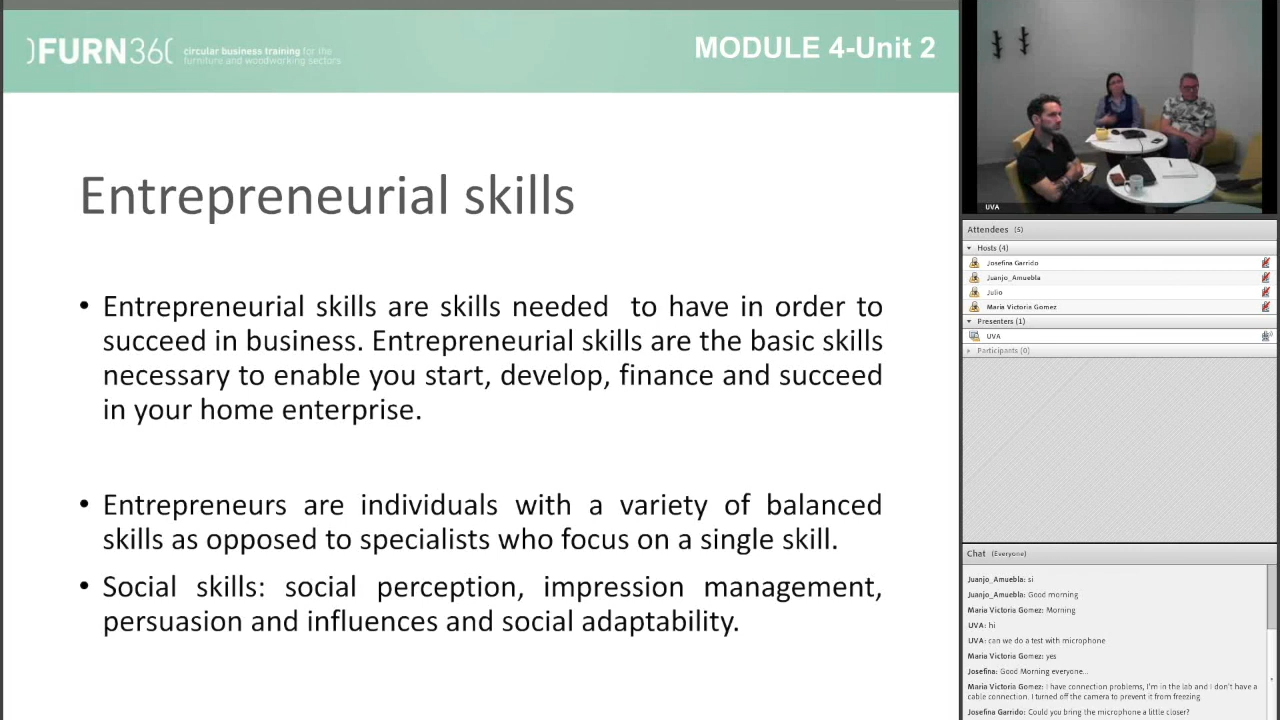 FURN360 circular business training for the
furniture and woodworking sectors
MODULE 4-Unit 2
Entrepreneurial skills
• Entrepreneurial skills are skills needed to have in order to
succeed in business. Entrepreneurial skills are the basic skills
necessary to enable you start, develop, finance and succeed
in your home enterprise.
• Entrepreneurs are individuals with a variety of balanced
skills as opposed to specialists who focus on a single skill.
• Social skills: social perception, impression management,
persuasion and influences and social adaptability.
UVA
Attendees (5)
Hosts (4)
Josefina Garrido
Juanjo_Amuebla
Julio
Maria Victoria Gomez
Presenters (1)
UVA
Participants (0)
Chat (Everyone)
Juanjo_Amuebla: si
Juanjo_Amuebla: Good morning
Maria Victoria Gomez: Morning
UVA: hi
UVA: can we do a test with microphone
Maria Victoria Gomez: yes
Josefina: Good Morning everyone...
Maria Victoria Gomez: I have connection problems, I'm in the lab and I don't have a
cable connection. I turned off the camera to prevent it from freezing
Josefina Garrido: Could you bring the microphone a little closer?